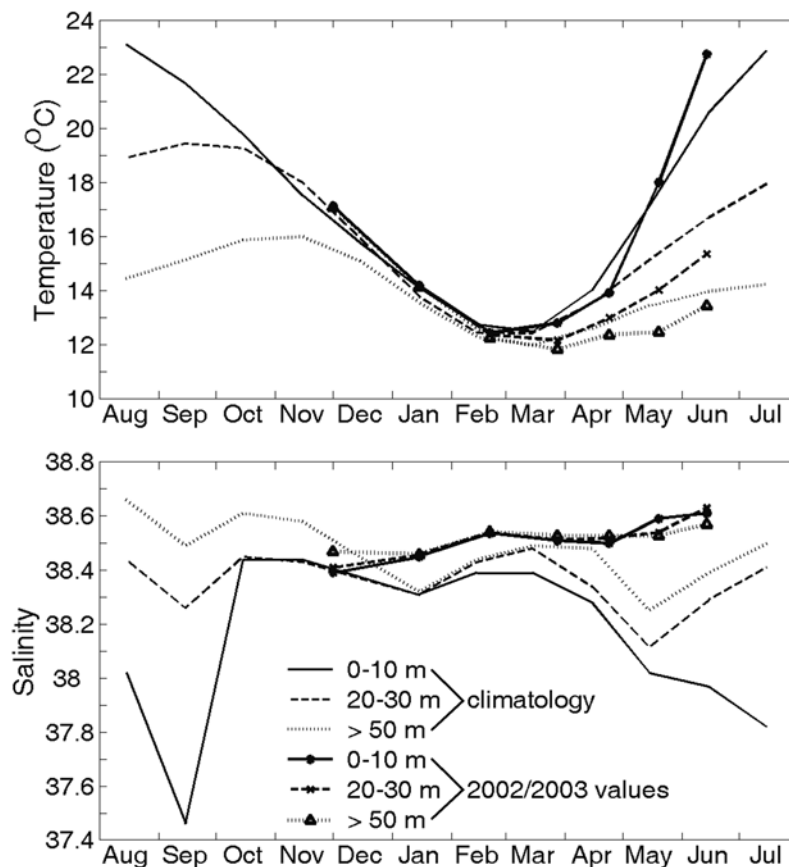 24
22
20
18
16
14
12
10
Temperature (°C)
Aug Sep Oct Nov Dec Jan Feb Mar Apr May Jun Jul
38.8
38.6
38.4
38.2
38
37.8
37.6
37.4
Salinity
0-10 m
20-30 m
> 50 m
climatology
0-10 m
20-30 m
> 50 m
2002/2003 values
Aug Sep Oct Nov Dec Jan Feb Mar Apr May Jun Jul